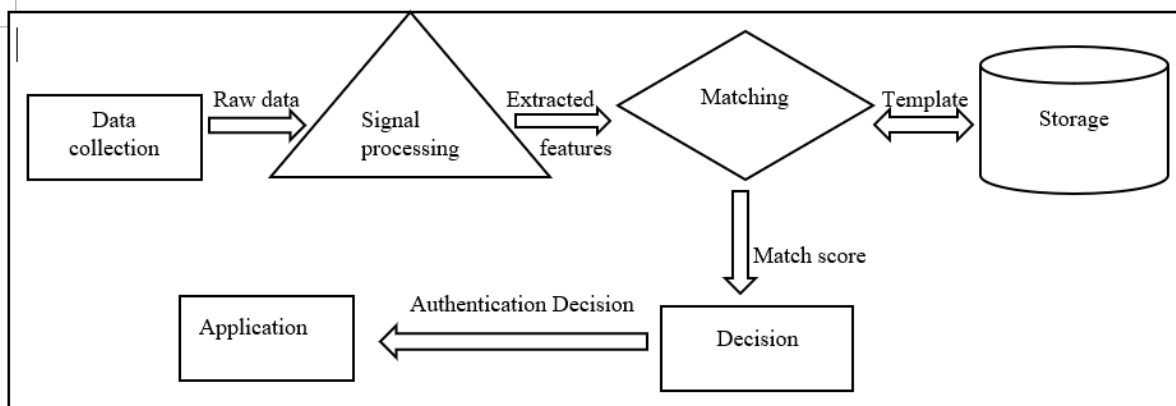 Data
collection
Raw data
Signal
processing
Extracted
features
Matching
Template
Storage
Match score
Authentication Decision
Application
Decision